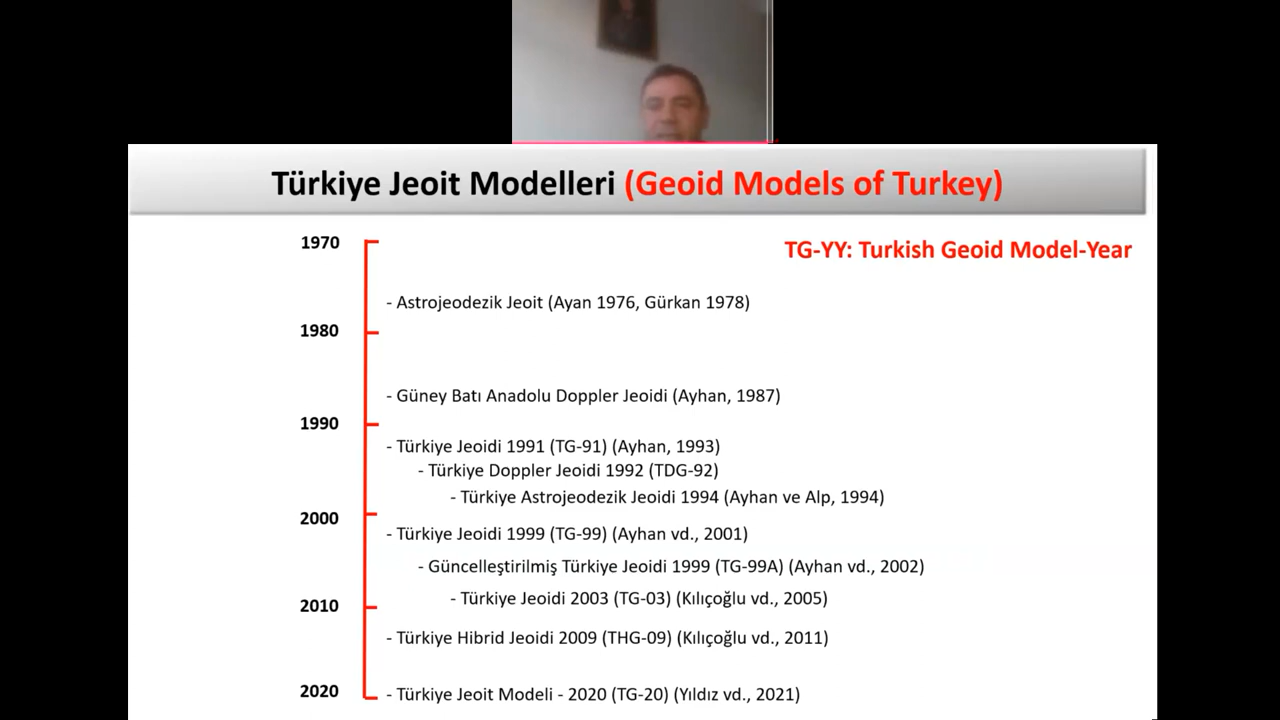 Türkiye Jeoit Modelleri (Geoid Models of Turkey)
TG-YY: Turkish Geoid Model-Year
1970
- Astrojeodezik Jeoit (Ayan 1976, Gürkan 1978)
1980
- Güney Batı Anadolu Doppler Jeoidi (Ayhan, 1987)
1990
- Türkiye Jeoidi 1991 (TG-91) (Ayhan, 1993)
- Türkiye Doppler Jeoidi 1992 (TDG-92)
- Türkiye Astrojeodezik Jeoidi 1994 (Ayhan ve Alp, 1994)
2000
- Türkiye Jeoidi 1999 (TG-99) (Ayhan vd., 2001)
- Güncelleştirilmiş Türkiye Jeoidi 1999 (TG-99A) (Ayhan vd., 2002)
- Türkiye Jeoidi 2003 (TG-03) (Kılıçoğlu vd., 2005)
2010
- Türkiye Hibrid Jeoidi 2009 (THG-09) (Kılıçoğlu vd., 2011)
2020
- Türkiye Jeoit Modeli - 2020 (TG-20) (Yıldız vd., 2021)